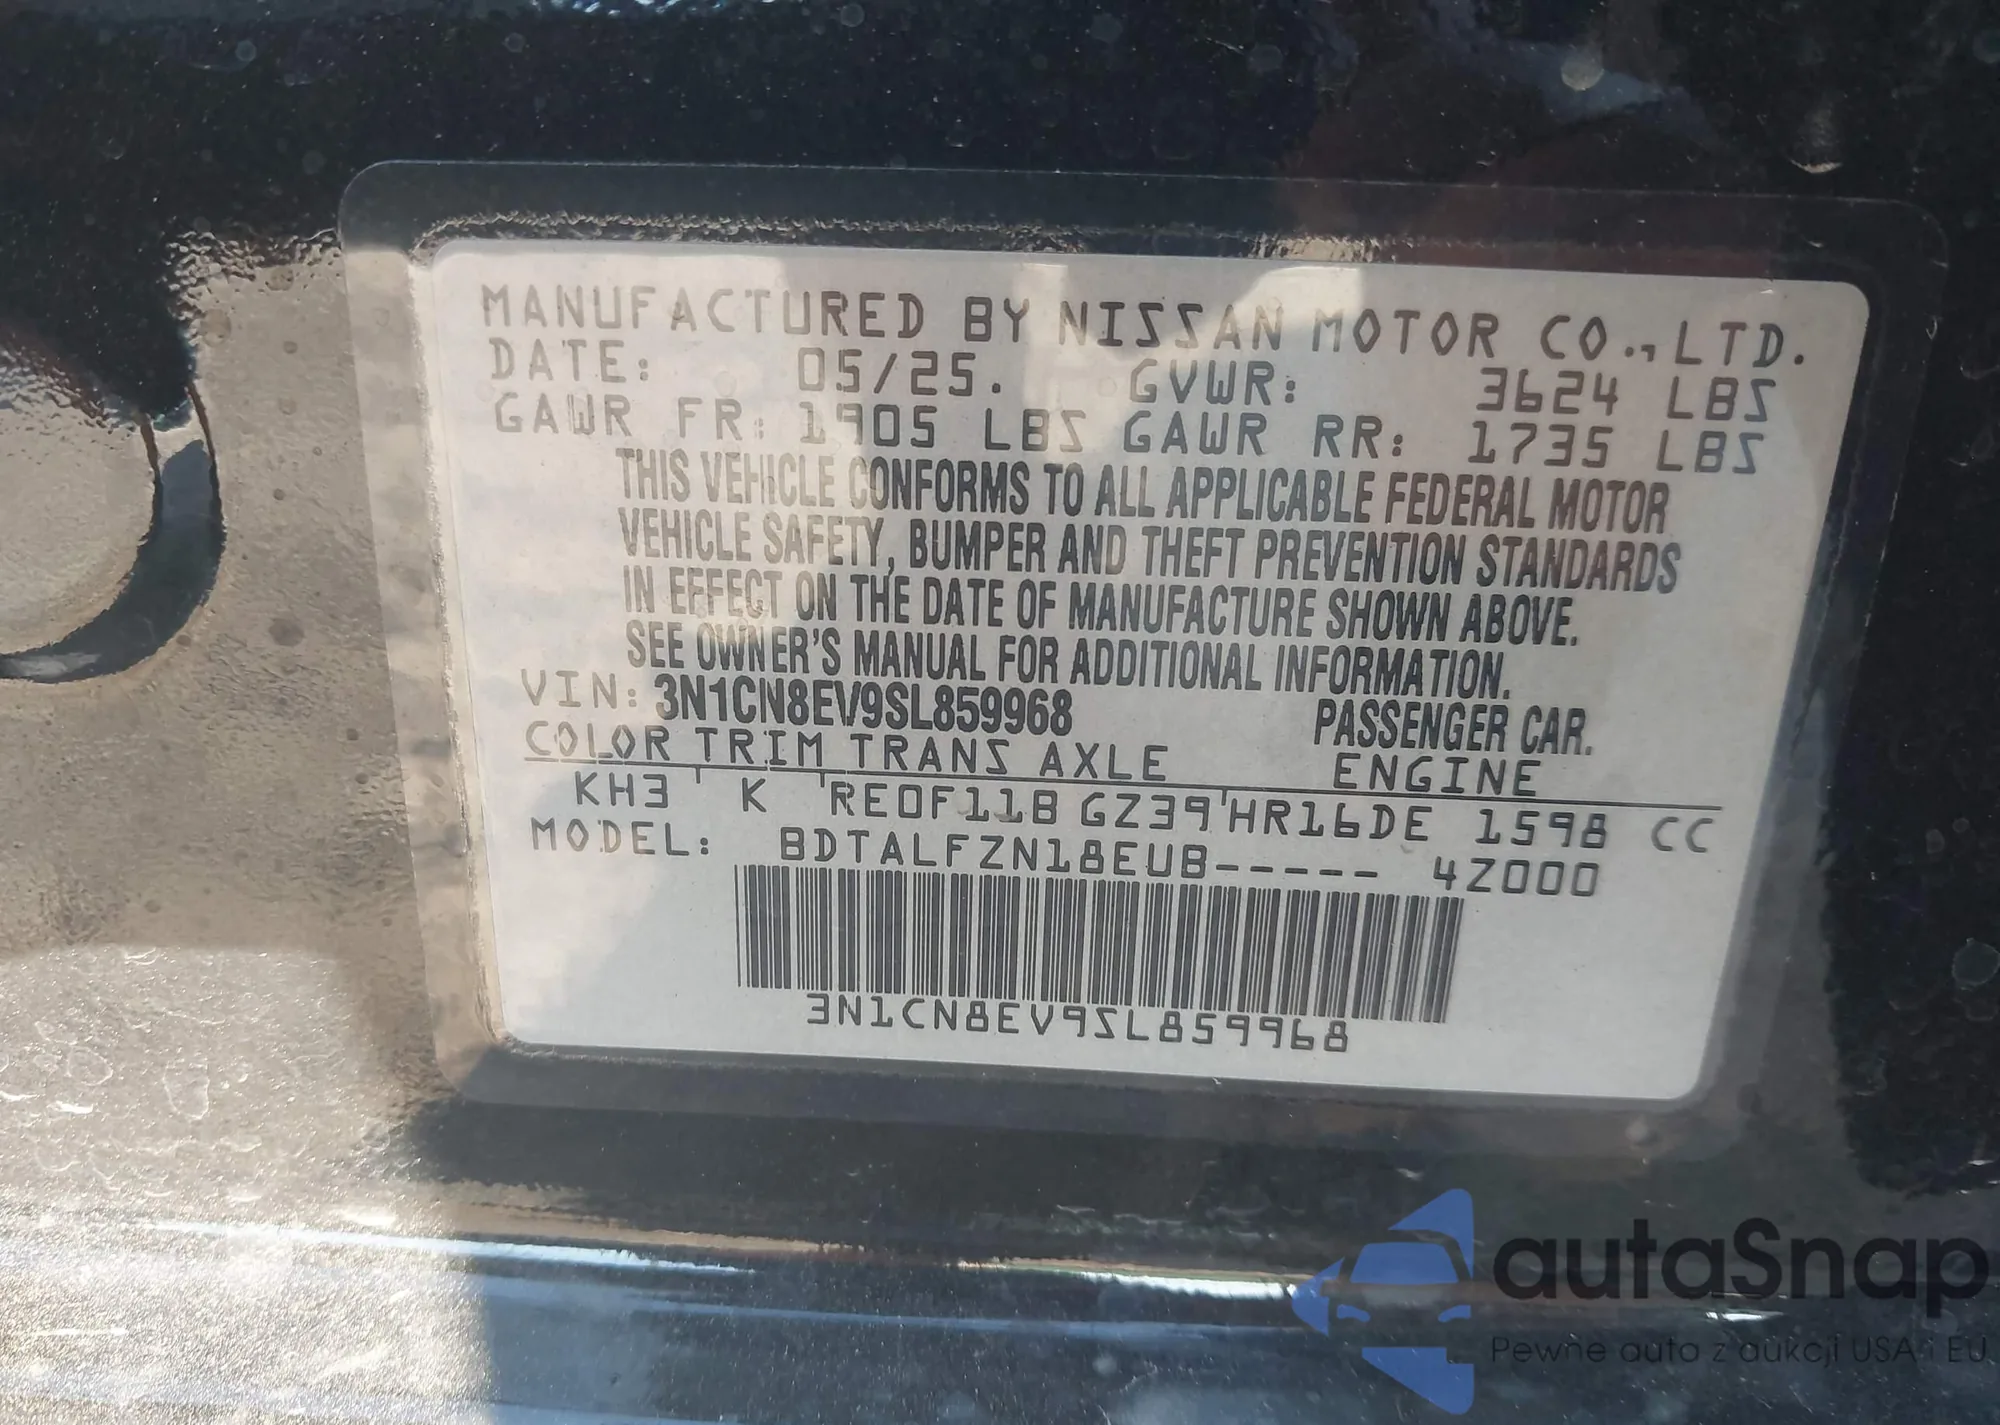 MANUFACTURED BY NISSAN MOTOR CO.,LTD.
DATE: 05/25. GVWR: 3624 LBS
GAWR FR: 1905 LBS GAWR RR: 1735 LBS
THIS VEHICLE CONFORMS TO ALL APPLICABLE FEDERAL MOTOR
VEHICLE SAFETY, BUMPER AND THEFT PREVENTION STANDARDS
IN EFFECT ON THE DATE OF MANUFACTURE SHOWN ABOVE.
SEE OWNER'S MANUAL FOR ADDITIONAL INFORMATION.
VIN: 3N1CN8EV9SL859968 PASSENGER CAR.
COLOR TRIM TRANS AXLE ENGINE
KH3 K RE0F11B GZ39 HR16DE 1598 CC
MODEL: BDTALFZN18EUB----- 4Z000
3N1CN8EV9SL859968
autaSnap
Pewne auta z aukcji USA i EU